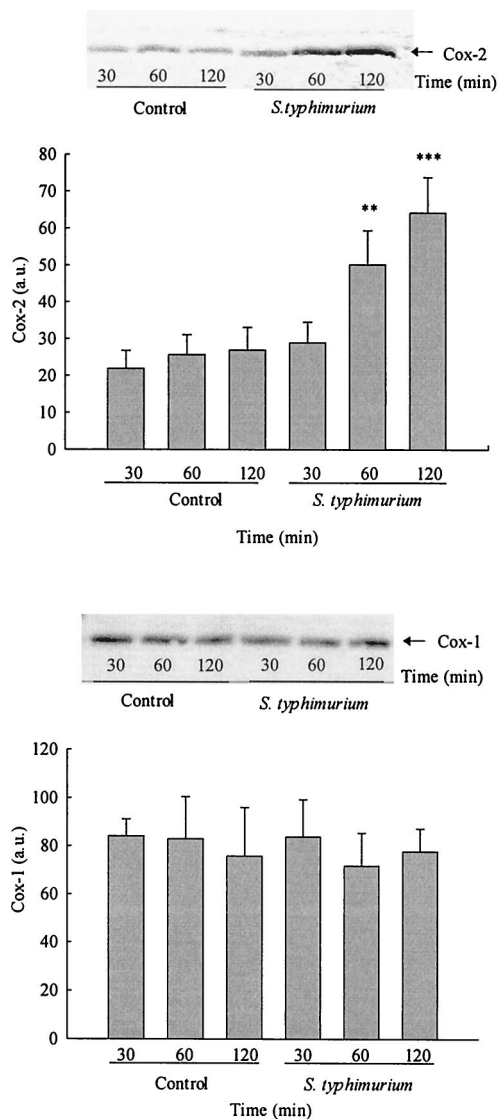 ← Cox-2
30 60 120 30 60 120 Time (min)
Control S.typhimurium
80
70
60
50
40
30
20
10
0
Cox-2 (a.u.)
**
***
30 60 120 30 60 120
Control S. typhimurium
Time (min)
← Cox-1
30 60 120 30 60 120 Time (min)
Control S. typhimurium
120
100
80
60
40
20
0
Cox-1 (a.u.)
30 60 120 30 60 120
Control S. typhimurium
Time (min)